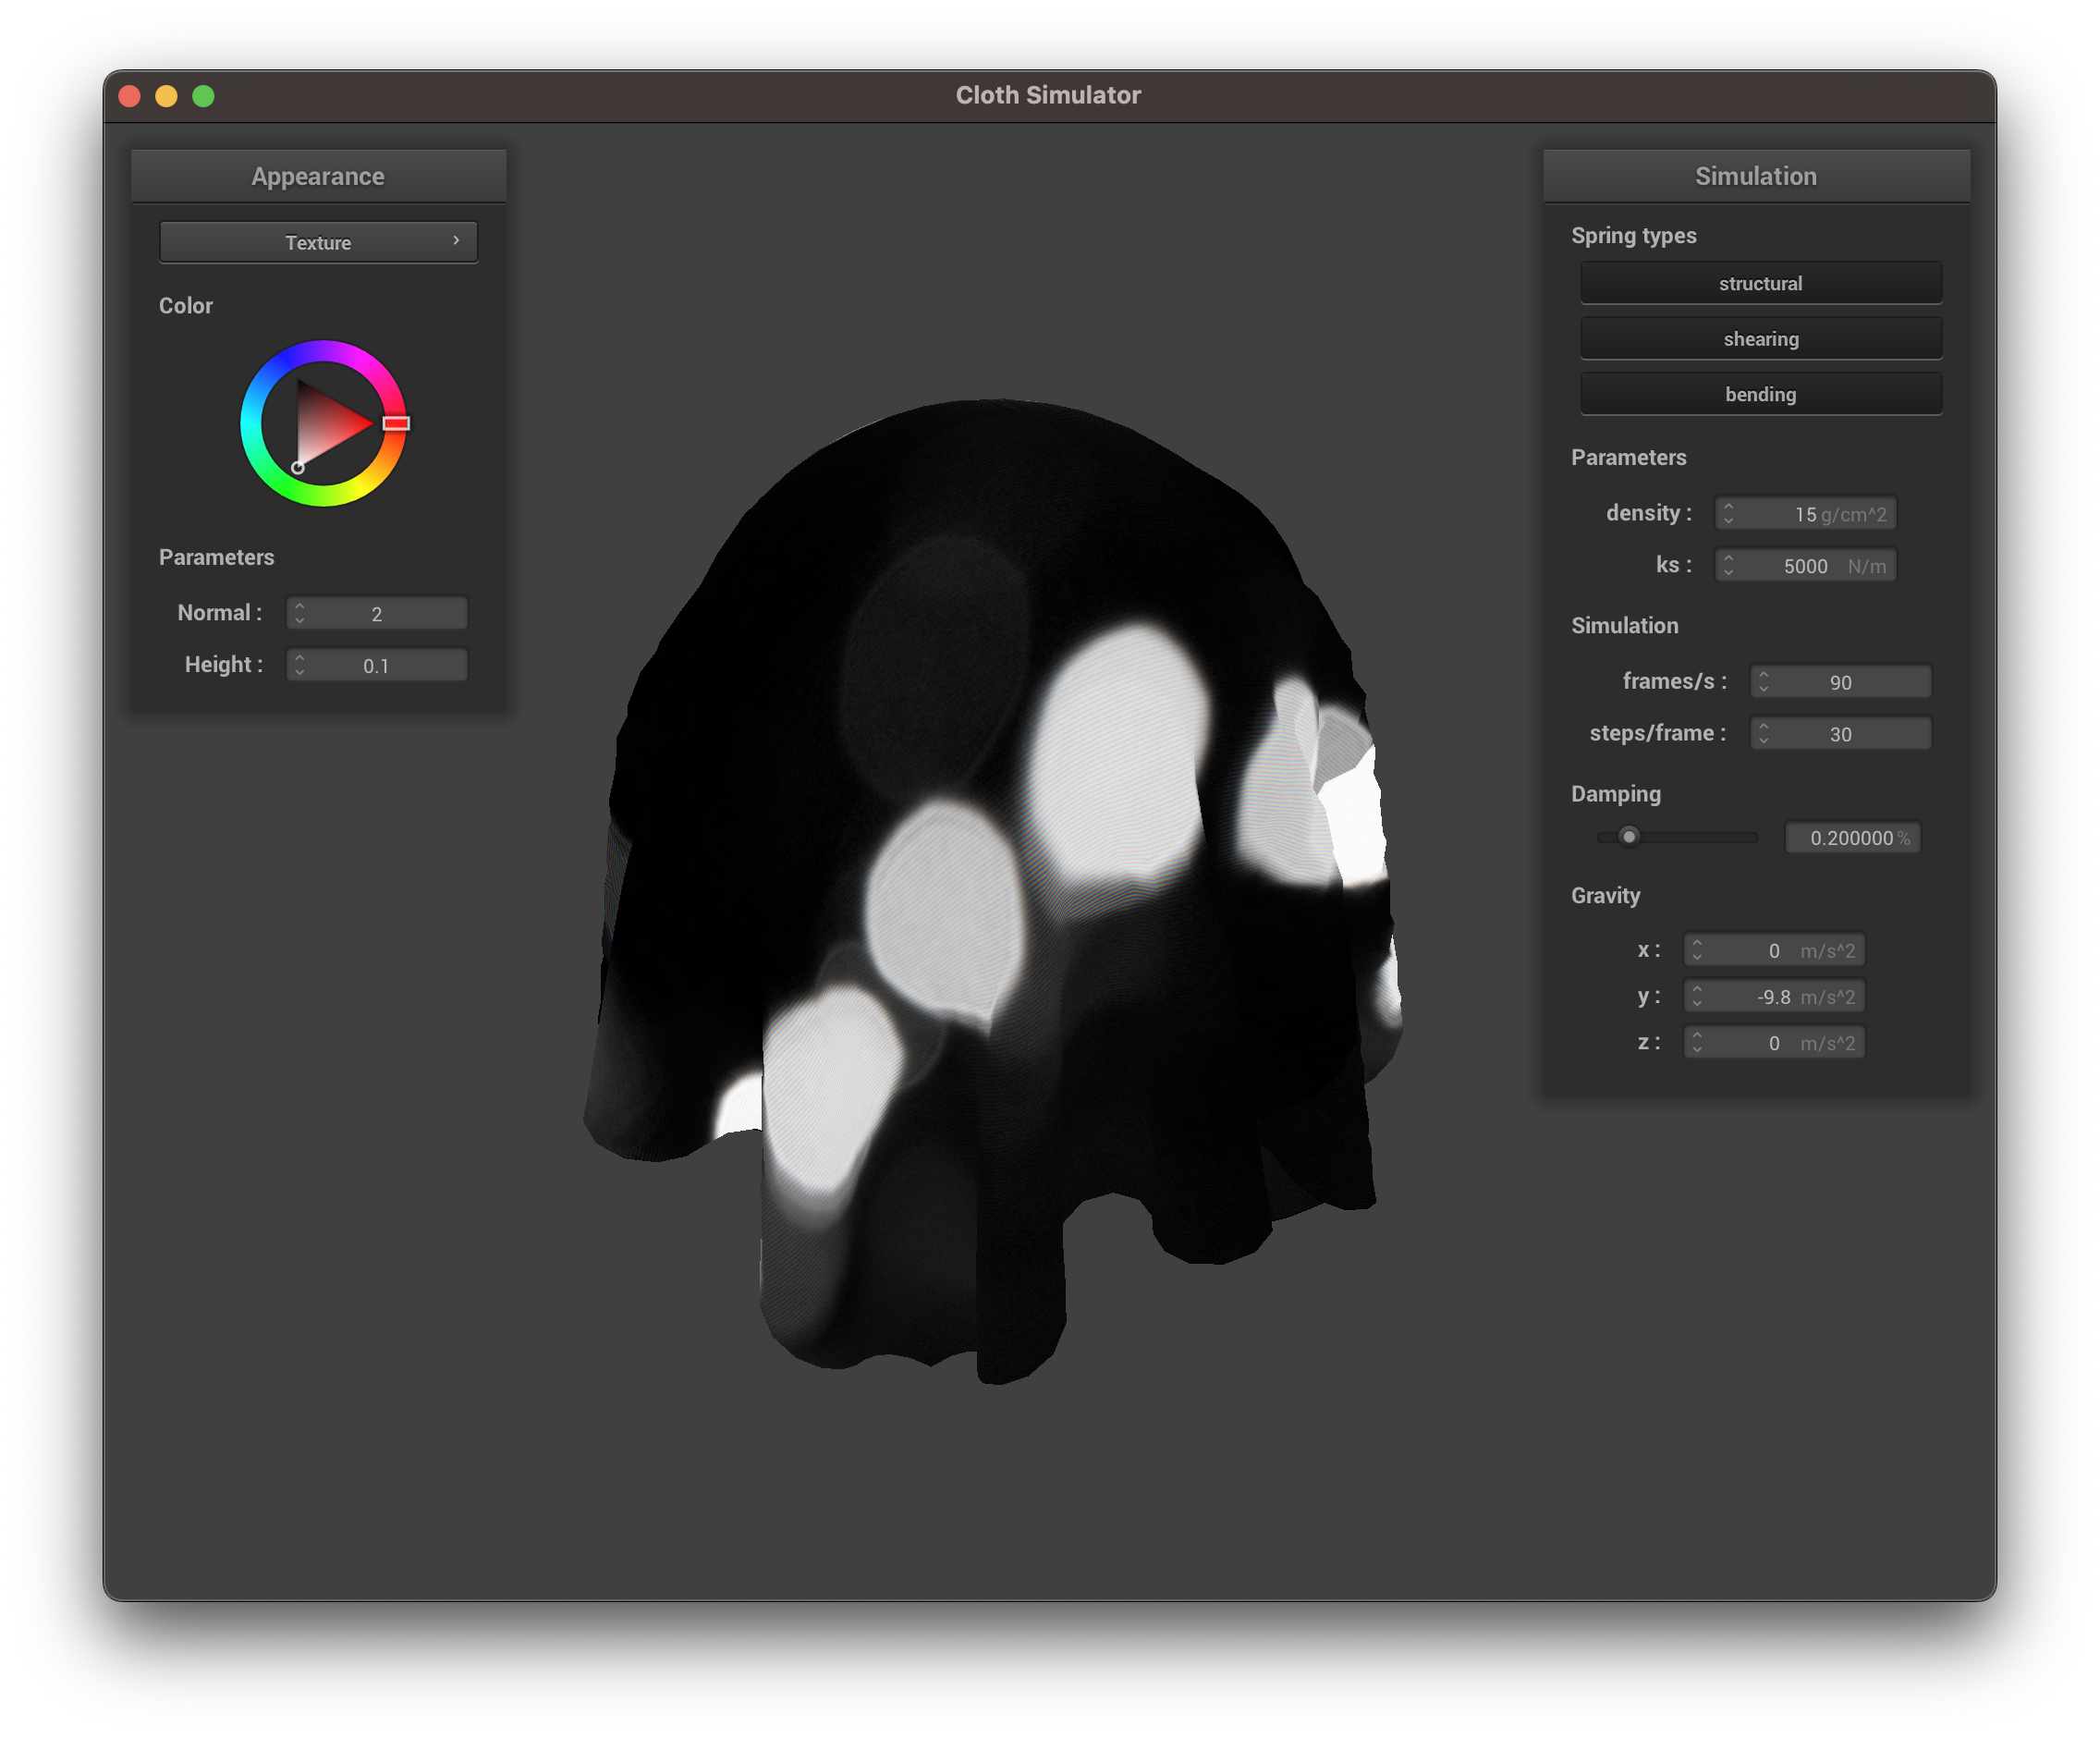 Cloth Simulator
Appearance
Texture
Color
Parameters
Normal : 2
Height : 0.1
Simulation
Spring types
structural
shearing
bending
Parameters
density : 15 g/cm^2
ks : 5000 N/m
Simulation
frames/s : 90
steps/frame : 30
Damping
0.200000 %
Gravity
x : 0 m/s^2
y : -9.8 m/s^2
z : 0 m/s^2